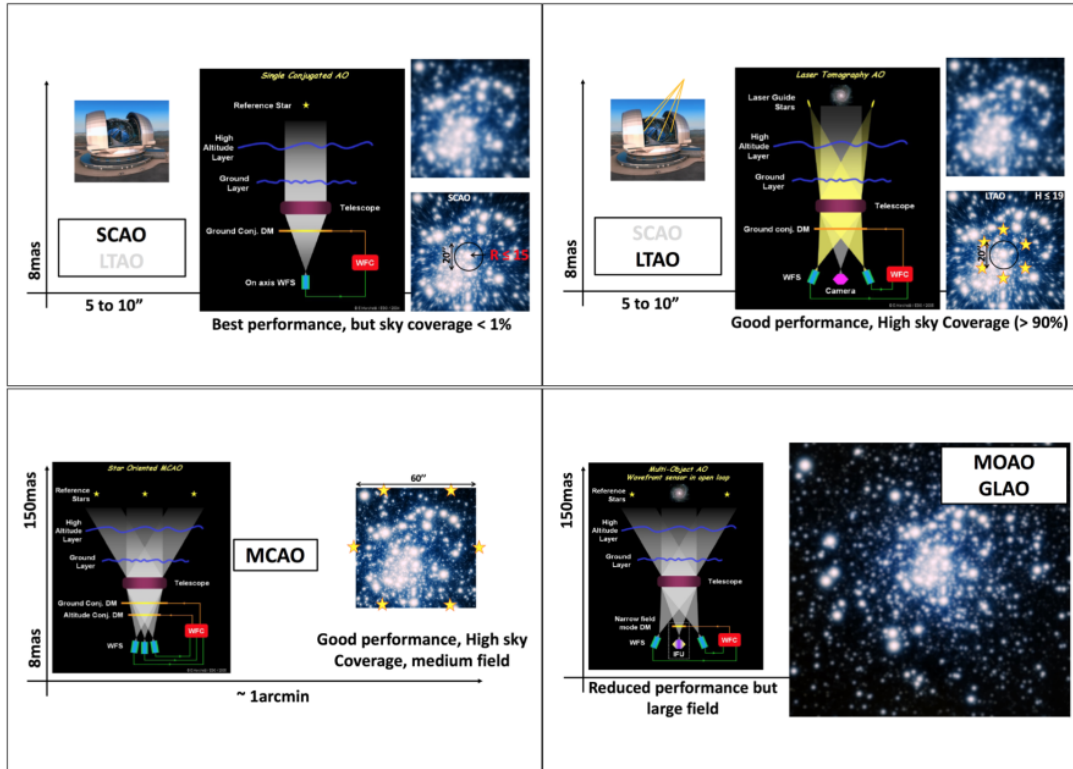 8mas
SCAO
LTAO
5 to 10”
Single Conjugated AO
Reference Star
High
Altitude
Layer
Ground
Layer
Telescope
Ground Conj. DM
WFC
On axis WFS
SCAO
20”
R ≤ 15
Best performance, but sky coverage < 1%
8mas
SCAO
LTAO
5 to 10”
Laser Tomography AO
Laser Guide
Stars
High
Altitude
Layer
Ground
Layer
Telescope
Ground conj. DM
WFS
WFC
Camera
LTAO
H ≤ 19
20”
Good performance, High sky Coverage (> 90%)
150mas
8mas
Star Oriented MCAO
Reference
Stars
High
Altitude
Layer
Ground
Layer
Telescope
Ground Conj. DM
Altitude Conj. DM
WFC
WFS
MCAO
60”
Good performance, High sky
Coverage, medium field
~ 1arcmin
150mas
Multi-Object AO
Wavefront sensor in open loop
Reference
Stars
High
Altitude
Layer
Ground
Layer
Telescope
Narrow field
mode DM
WFS
WFC
IFU
Reduced performance but
large field
MOAO
GLAO